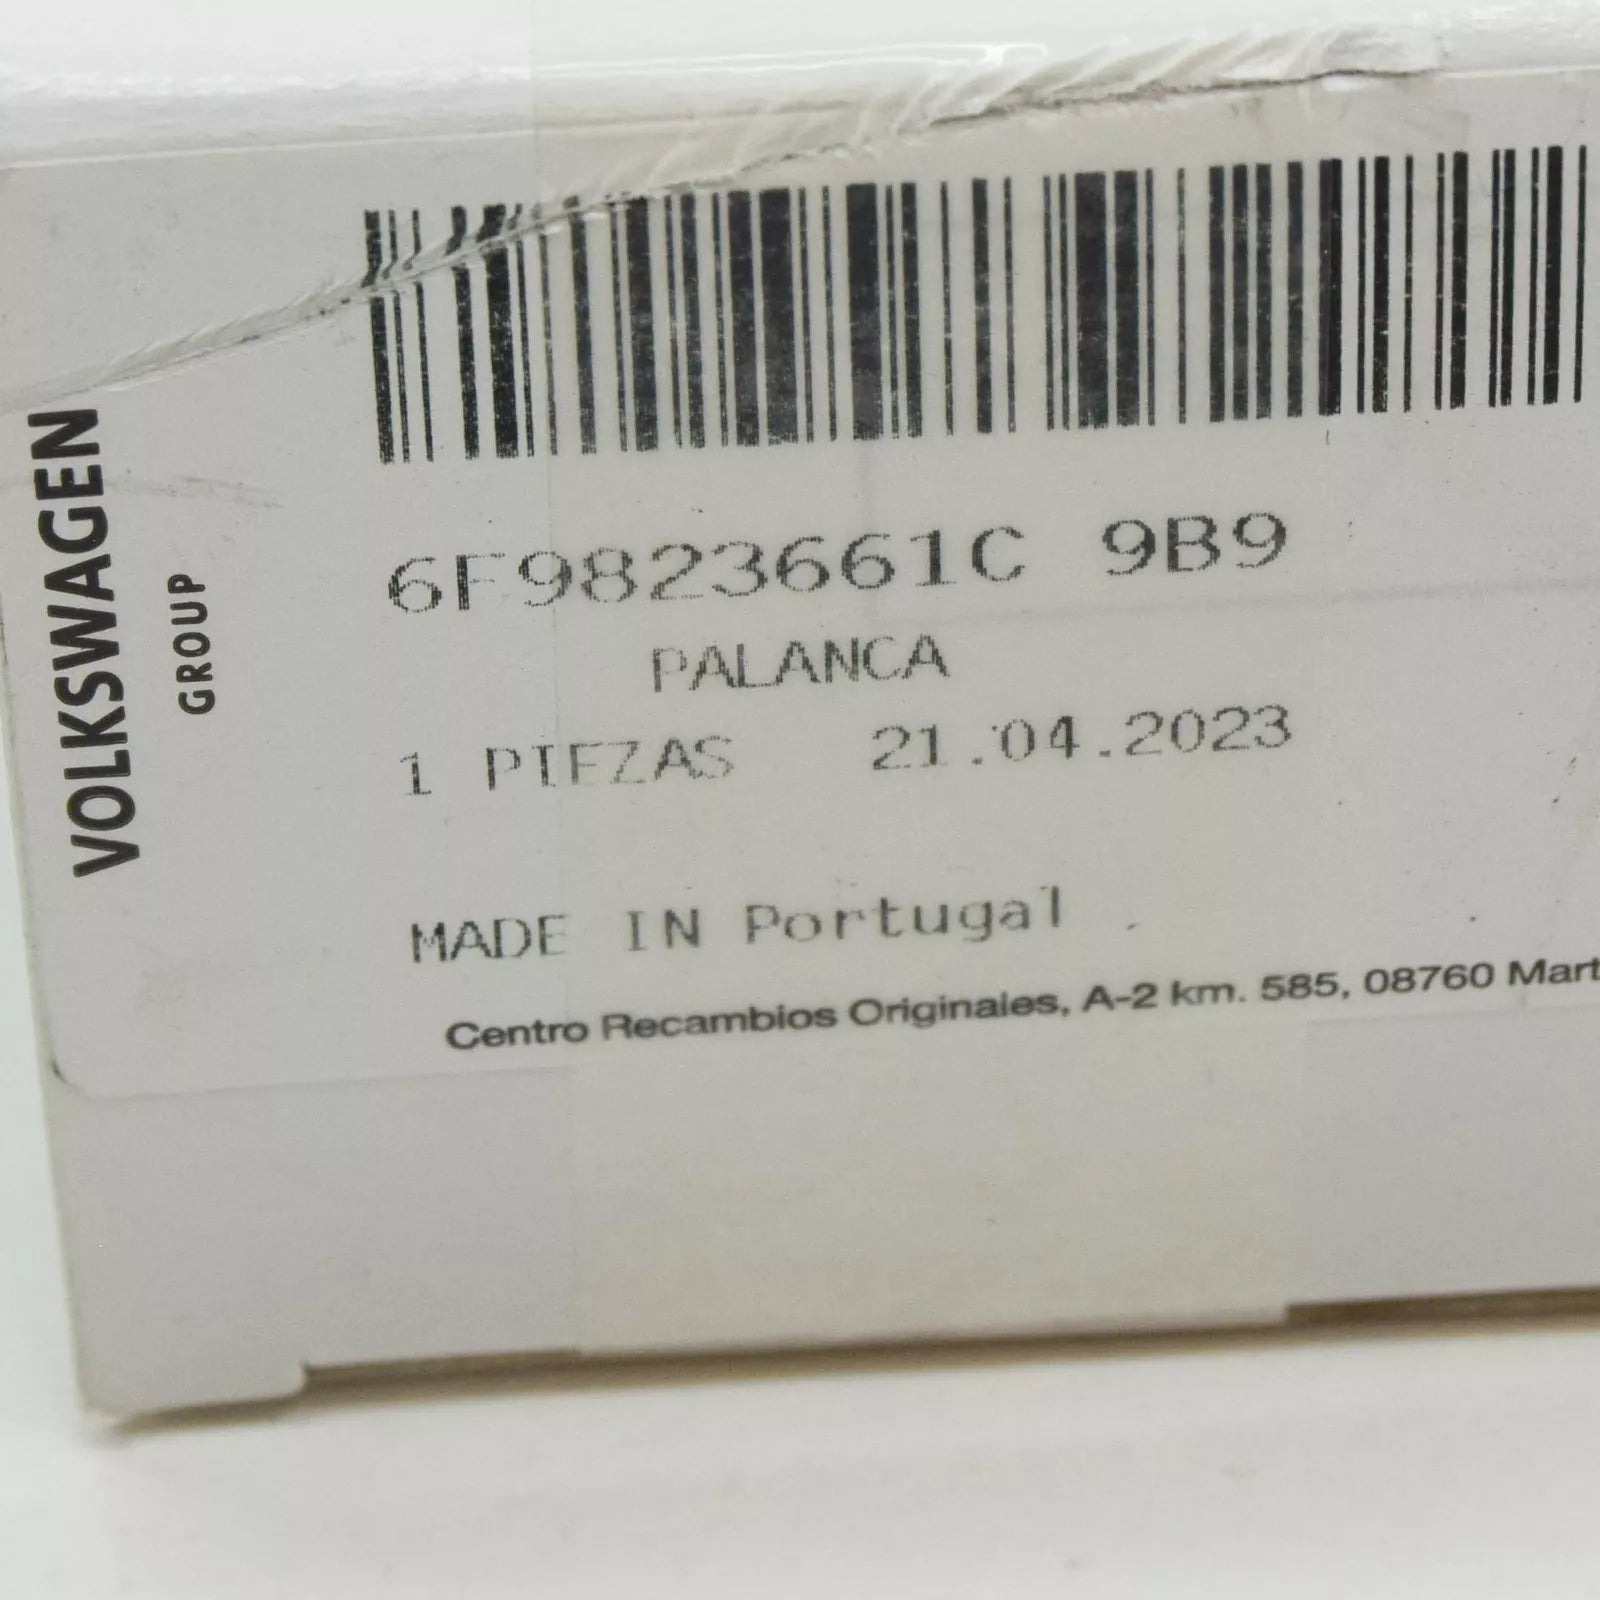 VOLKSWAGEN
GROUP
6F9823661C 9B9
PALANCA
1 PIEZAS 21.04.2023
MADE IN Portugal
Centro Recambios Originales, A-2 km. 585, 08760 Mart